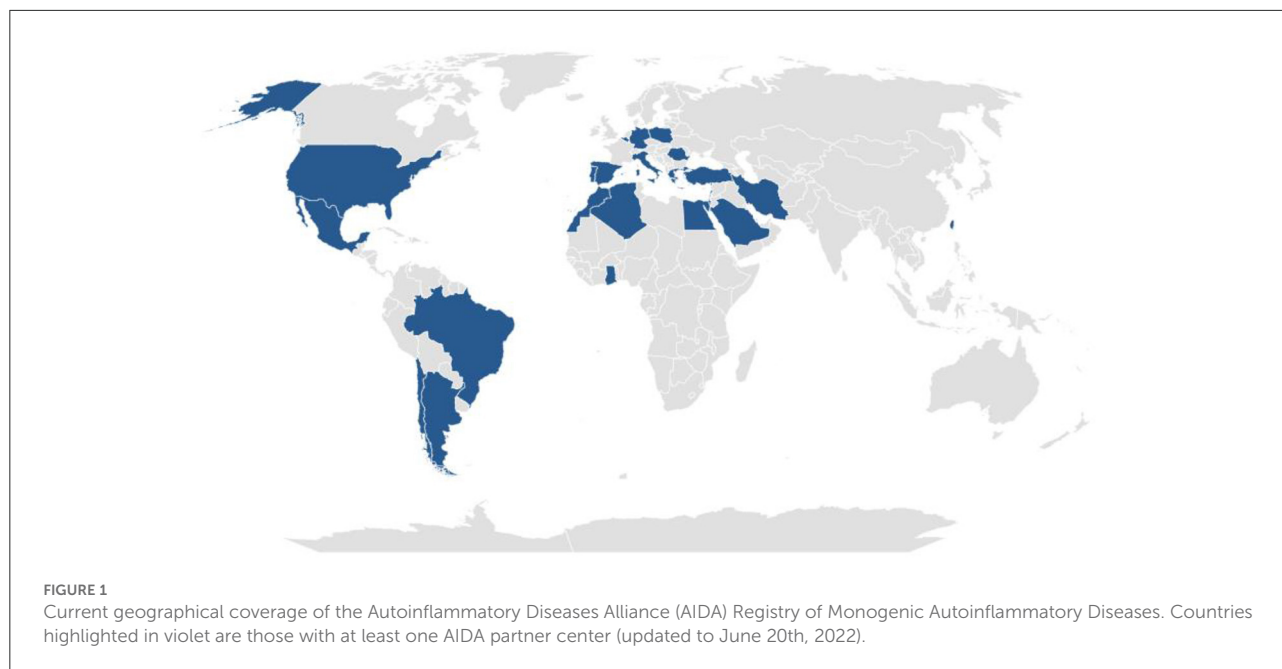 FIGURE 1
Current geographical coverage of the Autoinflammatory Diseases Alliance (AIDA) Registry of Monogenic Autoinflammatory Diseases. Countries
highlighted in violet are those with at least one AIDA partner center (updated to June 20th, 2022).